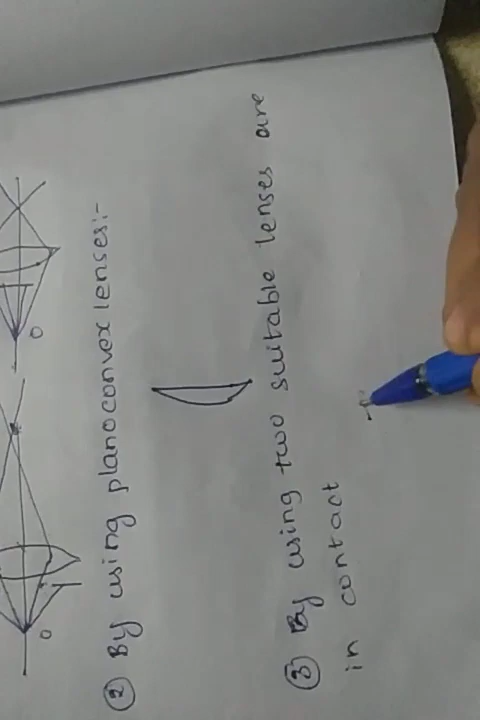 O
O
② By using planoconvex lenses:-
③ By using two suitable lenses are
in contact